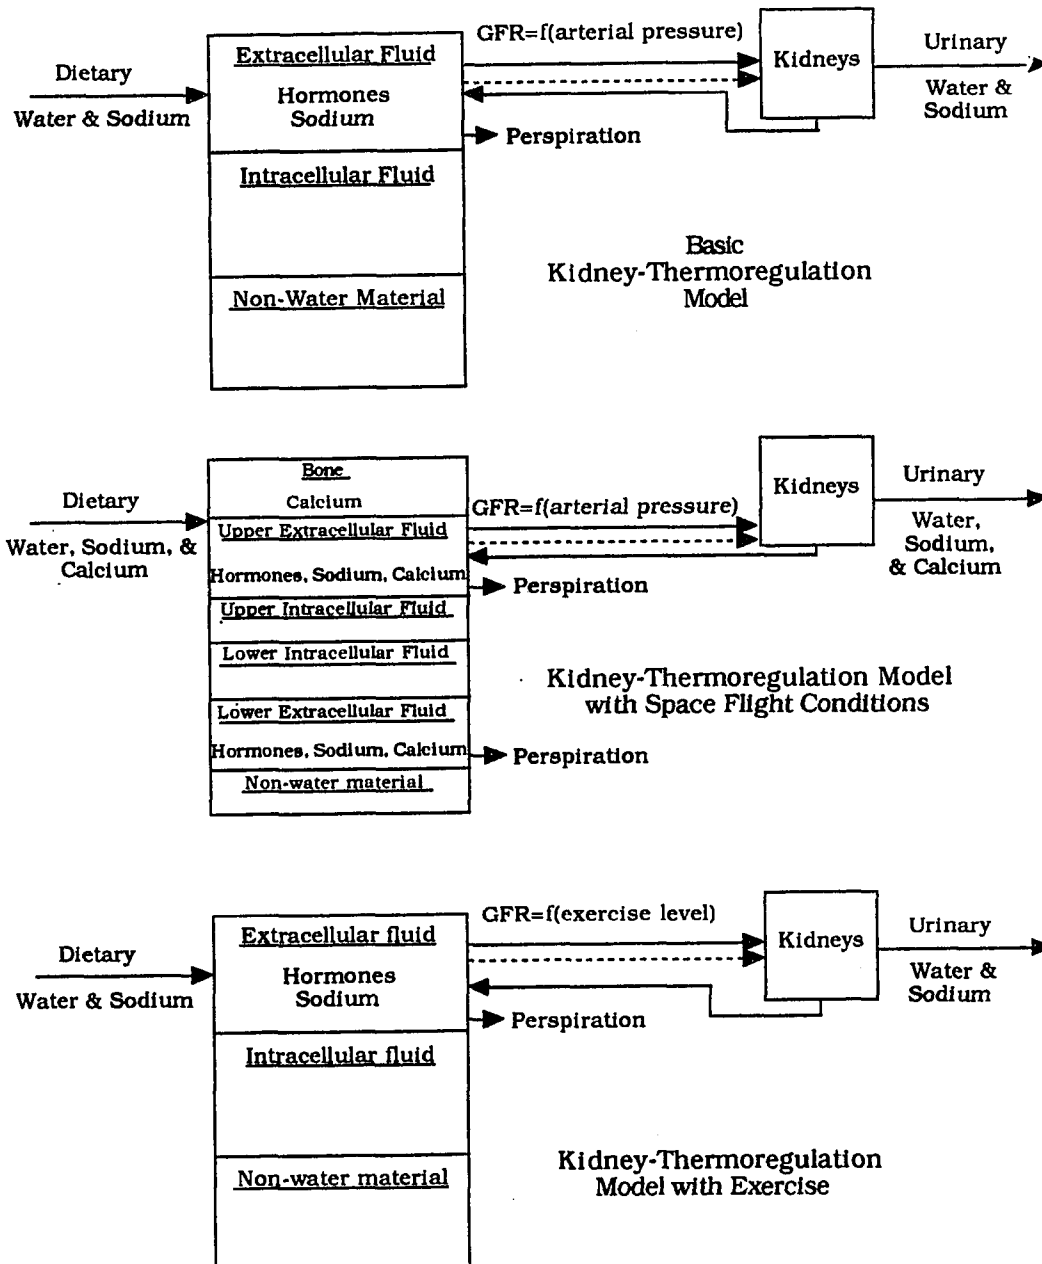 GFR=f(arterial pressure)
Extracellular Fluid
Kidneys
Urinary
Dietary
Water & Sodium
Hormones
Sodium
Water &
Sodium
Perspiration
Intracellular Fluid
Basic
Kidney-Thermoregulation
Model
Non-Water Material
Bone
Calcium
Dietary
Water, Sodium, &
Calcium
GFR=f(arterial pressure)
Kidneys
Urinary
Water,
Sodium,
& Calcium
Upper Extracellular Fluid
Hormones, Sodium, Calcium
Perspiration
Upper Intracellular Fluid
Lower Intracellular Fluid
Kidney-Thermoregulation Model
with Space Flight Conditions
Lower Extracellular Fluid
Hormones, Sodium, Calcium
Perspiration
Non-water material
GFR=f(exercise level)
Extracellular fluid
Kidneys
Urinary
Dietary
Water & Sodium
Hormones
Sodium
Water &
Sodium
Perspiration
Intracellular fluid
Kidney-Thermoregulation
Model with Exercise
Non-water material